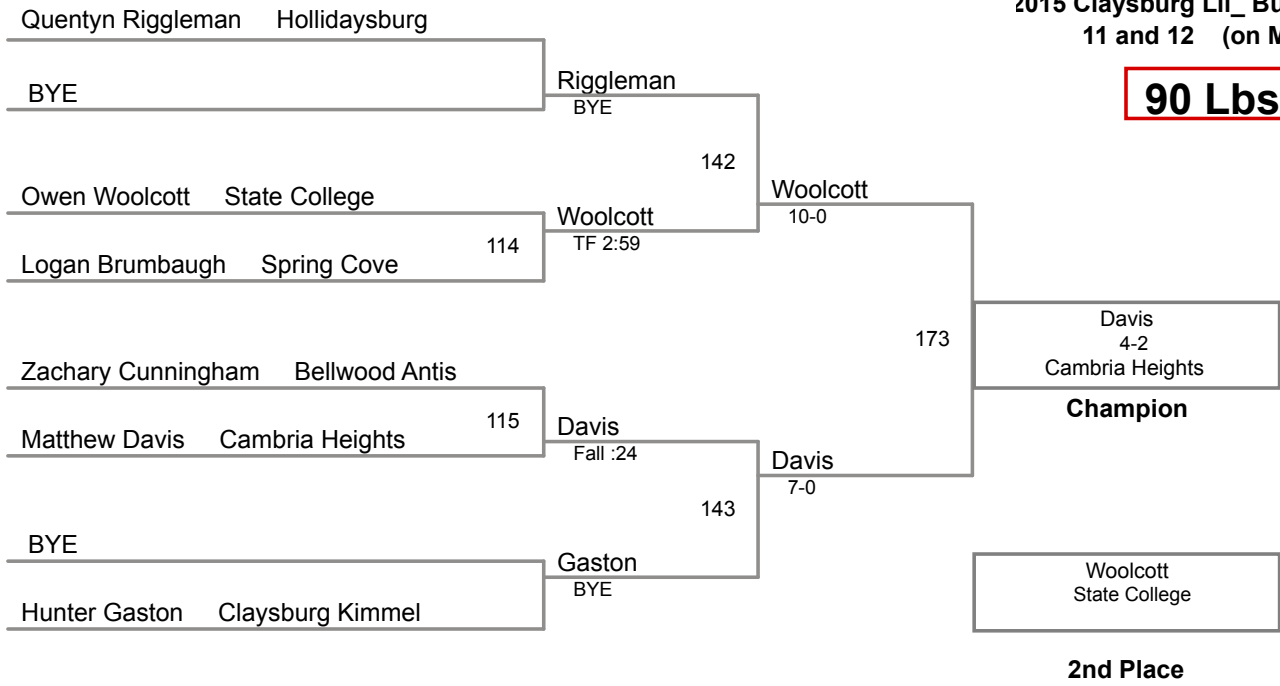 Quentyn Riggleman Hollidaysburg
2015 Claysburg Lil_
11 and 12 (on
BYE
Riggleman
BYE
90 Lbs
142
Owen Woolcott State College
Woolcott
10-0
Woolcott
TF 2:59
114
Logan Brumbaugh Spring Cove
173
Davis
4-2
Cambria Heights
Champion
Zachary Cunningham Bellwood Antis
115
Matthew Davis Cambria Heights
Davis
Fall :24
Davis
7-0
143
BYE
Gaston
BYE
Hunter Gaston Claysburg Kimmel
Woolcott
State College
2nd Place